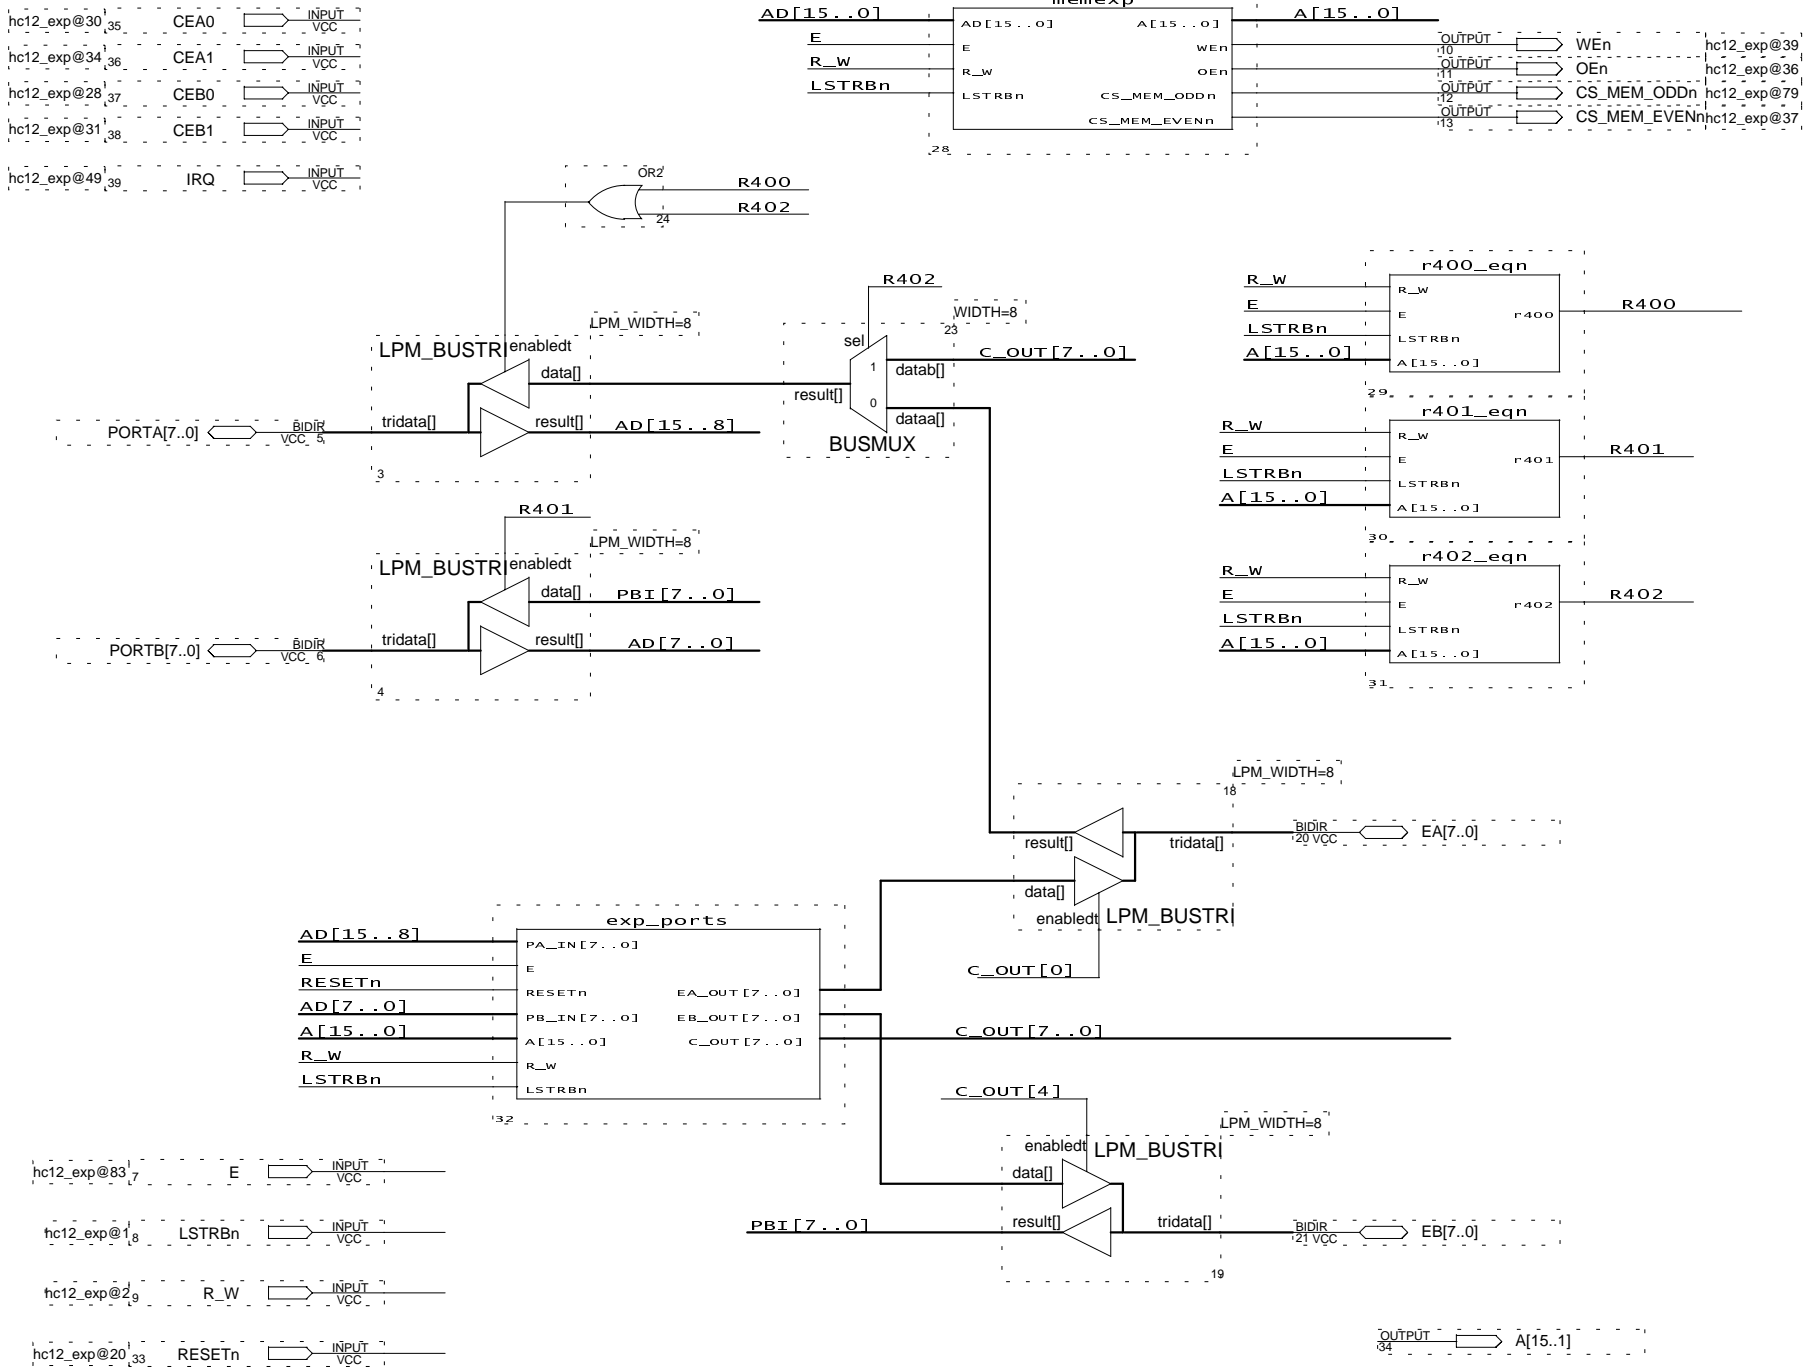 hc12_exp@30 35 CEA0 INPUT VCC
hc12_exp@34 36 CEA1 INPUT VCC
hc12_exp@28 37 CEB0 INPUT VCC
hc12_exp@31 38 CEB1 INPUT VCC
hc12_exp@49 39 IRQ INPUT VCC
memexp
AD[15..0] AD[15..0] A[15..0] A[15..0]
E E WEn OUTPUT 10 WEn hc12_exp@39
R_W R_W OEn OUTPUT 11 OEn hc12_exp@36
LSTRBn LSTRBn CS_MEM_ODDn OUTPUT 12 CS_MEM_ODDn hc12_exp@79
CS_MEM_EVENn OUTPUT 13 CS_MEM_EVENn hc12_exp@37
28
OR2
R400
R402
24
R402
LPM_WIDTH=8
WIDTH=8
23
LPM_BUSTRI enabledt
data[]
sel
1
C_OUT[7..0]
datab[]
result[]
0
dataa[]
BUSMUX
PORTA[7..0] BIDIR VCC 5
tridata[] result[] AD[15..8]
3
r400_eqn
R_W R_W
E E r400 R400
LSTRBn LSTRBn
A[15..0] A[15..0]
29
r401_eqn
R_W R_W
E E r401 R401
LSTRBn LSTRBn
A[15..0] A[15..0]
30
r402_eqn
R_W R_W
E E r402 R402
LSTRBn LSTRBn
A[15..0] A[15..0]
31
R401
LPM_WIDTH=8
LPM_BUSTRI enabledt
data[] PBI[7..0]
PORTB[7..0] BIDIR VCC 6
tridata[] result[] AD[7..0]
4
LPM_WIDTH=8
18
result[] tridata[] BIDIR 20 VCC EA[7..0]
data[]
enabledt LPM_BUSTRI
C_OUT[0]
exp_ports
AD[15..8] PA_IN[7..0]
E E
RESETn RESETn EA_OUT[7..0]
AD[7..0] PB_IN[7..0] EB_OUT[7..0]
A[15..0] A[15..0] C_OUT[7..0] C_OUT[7..0]
R_W R_W
LSTRBn LSTRBn
32
C_OUT[4]
LPM_WIDTH=8
enabledt LPM_BUSTRI
data[]
PBI[7..0] result[] tridata[] BIDIR 21 VCC EB[7..0]
19
hc12_exp@83 7 E INPUT VCC
hc12_exp@1 8 LSTRBn INPUT VCC
hc12_exp@2 9 R_W INPUT VCC
hc12_exp@20 33 RESETn INPUT VCC
OUTPUT 34 A[15..1]